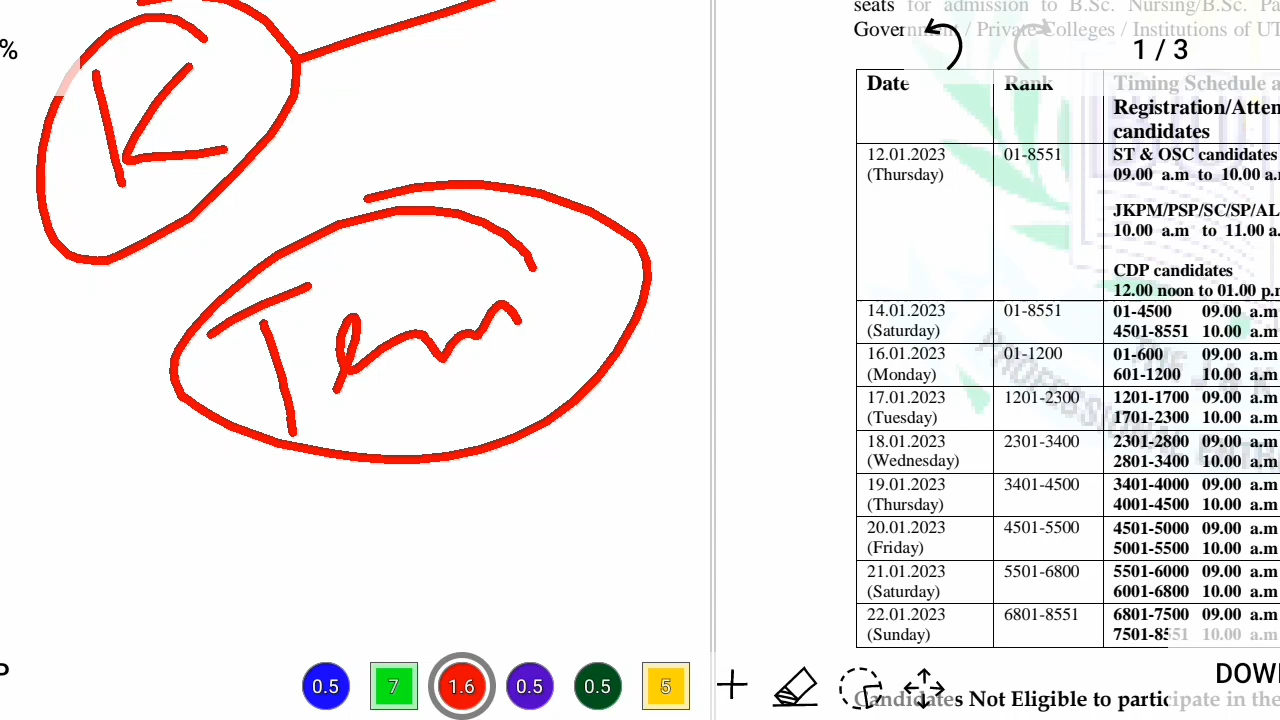 %
K
Tem
seats for admission to B.Sc. Nursing/B.Sc. Pa
Government / Private Colleges / Institutions of UT
1 / 3
Date Rank Timing Schedule a
Registration/Atten
candidates
12.01.2023 01-8551 ST & OSC candidates
(Thursday) 09.00 a.m to 10.00 a.m
JKPM/PSP/SC/SP/AL
10.00 a.m to 11.00 a.
CDP candidates
12.00 noon to 01.00 p.m
14.01.2023 01-8551 01-4500 09.00 a.m
(Saturday) 4501-8551 10.00 a.m
16.01.2023 01-1200 01-600 09.00 a.m
(Monday) 601-1200 10.00 a.m
17.01.2023 1201-2300 1201-1700 09.00 a.m
(Tuesday) 1701-2300 10.00 a.m
18.01.2023 2301-3400 2301-2800 09.00 a.m
(Wednesday) 2801-3400 10.00 a.m
19.01.2023 3401-4500 3401-4000 09.00 a.m
(Thursday) 4001-4500 10.00 a.m
20.01.2023 4501-5500 4501-5000 09.00 a.m
(Friday) 5001-5500 10.00 a.m
21.01.2023 5501-6800 5501-6000 09.00 a.m
(Saturday) 6001-6800 10.00 a.m
22.01.2023 6801-8551 6801-7500 09.00 a.m
(Sunday) 7501-8551 10.00 a.m
0.5 7 1.6 0.5 0.5 5
DOW
Candidates Not Eligible to participate in the